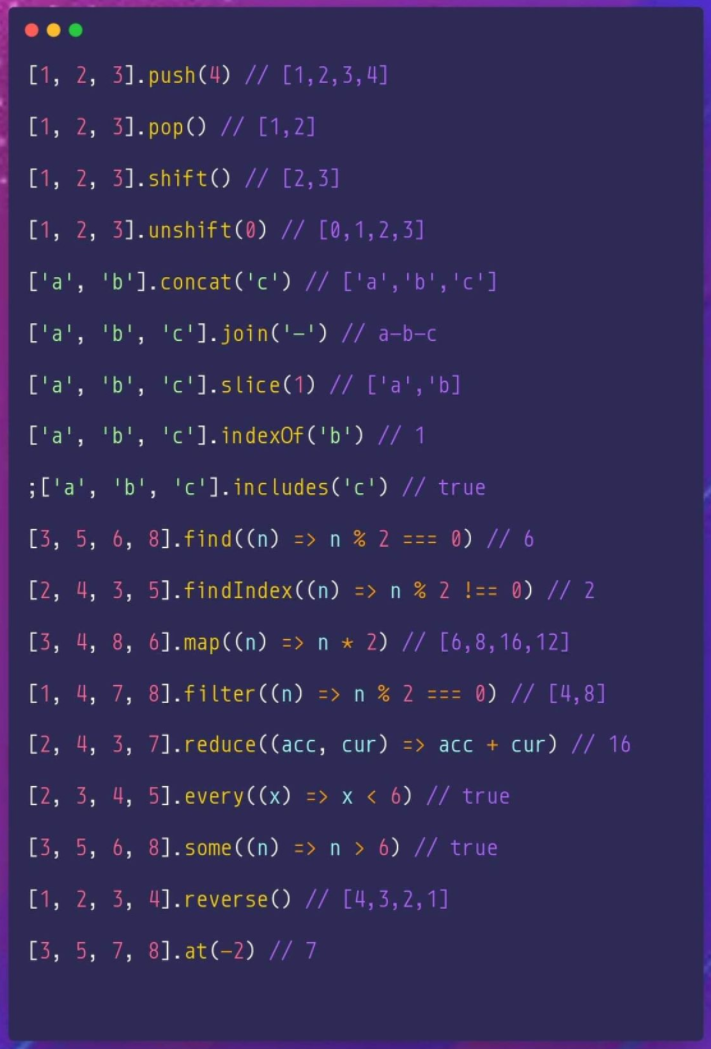 [1, 2, 3].push(4) // [1,2,3,4]
[1, 2, 3].pop() // [1,2]
[1, 2, 3].shift() // [2,3]
[1, 2, 3].unshift(0) // [0,1,2,3]
['a', 'b'].concat('c') // ['a','b','c']
['a', 'b', 'c'].join('-') // a-b-c
['a', 'b', 'c'].slice(1) // ['a','b]
['a', 'b', 'c'].indexOf('b') // 1
;['a', 'b', 'c'].includes('c') // true
[3, 5, 6, 8].find((n) => n % 2 === 0) // 6
[2, 4, 3, 5].findIndex((n) => n % 2 !== 0) // 2
[3, 4, 8, 6].map((n) => n * 2) // [6,8,16,12]
[1, 4, 7, 8].filter((n) => n % 2 === 0) // [4,8]
[2, 4, 3, 7].reduce((acc, cur) => acc + cur) // 16
[2, 3, 4, 5].every((x) => x < 6) // true
[3, 5, 6, 8].some((n) => n > 6) // true
[1, 2, 3, 4].reverse() // [4,3,2,1]
[3, 5, 7, 8].at(-2) // 7